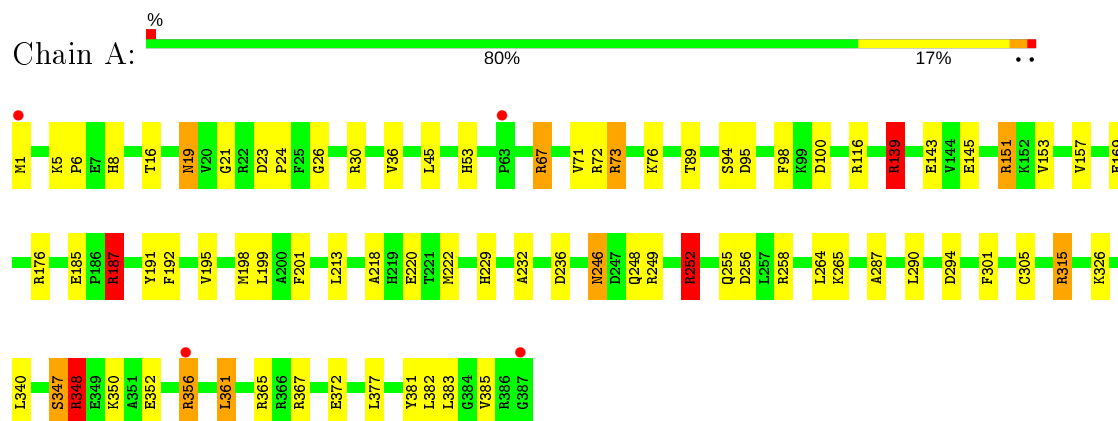 %
Chain A:
80% 17% • •
M1 K5 P6 E7 H8 T16 N19 V20 G21 R22 D23 P24 F25 G26 R30 V36 L45 H53 P63 R67 V71 R72 R73 K76 T89 S94 D95 F98 K99 D100 R116 R139 E143 V144 E145 R151 K152 V153 V157 E169
R176 E185 P186 R187 Y191 F192 V195 M198 L199 A200 F201 L213 A218 H219 E220 T221 M222 H229 A232 D236 N246 D247 Q248 R249 R252 Q255 D256 L257 R258 L264 K265 A287 L290 D294 F301 C305 R315 K326
L340 S347 R348 E349 K350 A351 E352 R356 L361 R365 R366 R367 E372 L377 Y381 L382 L383 G384 V385 R386 G387